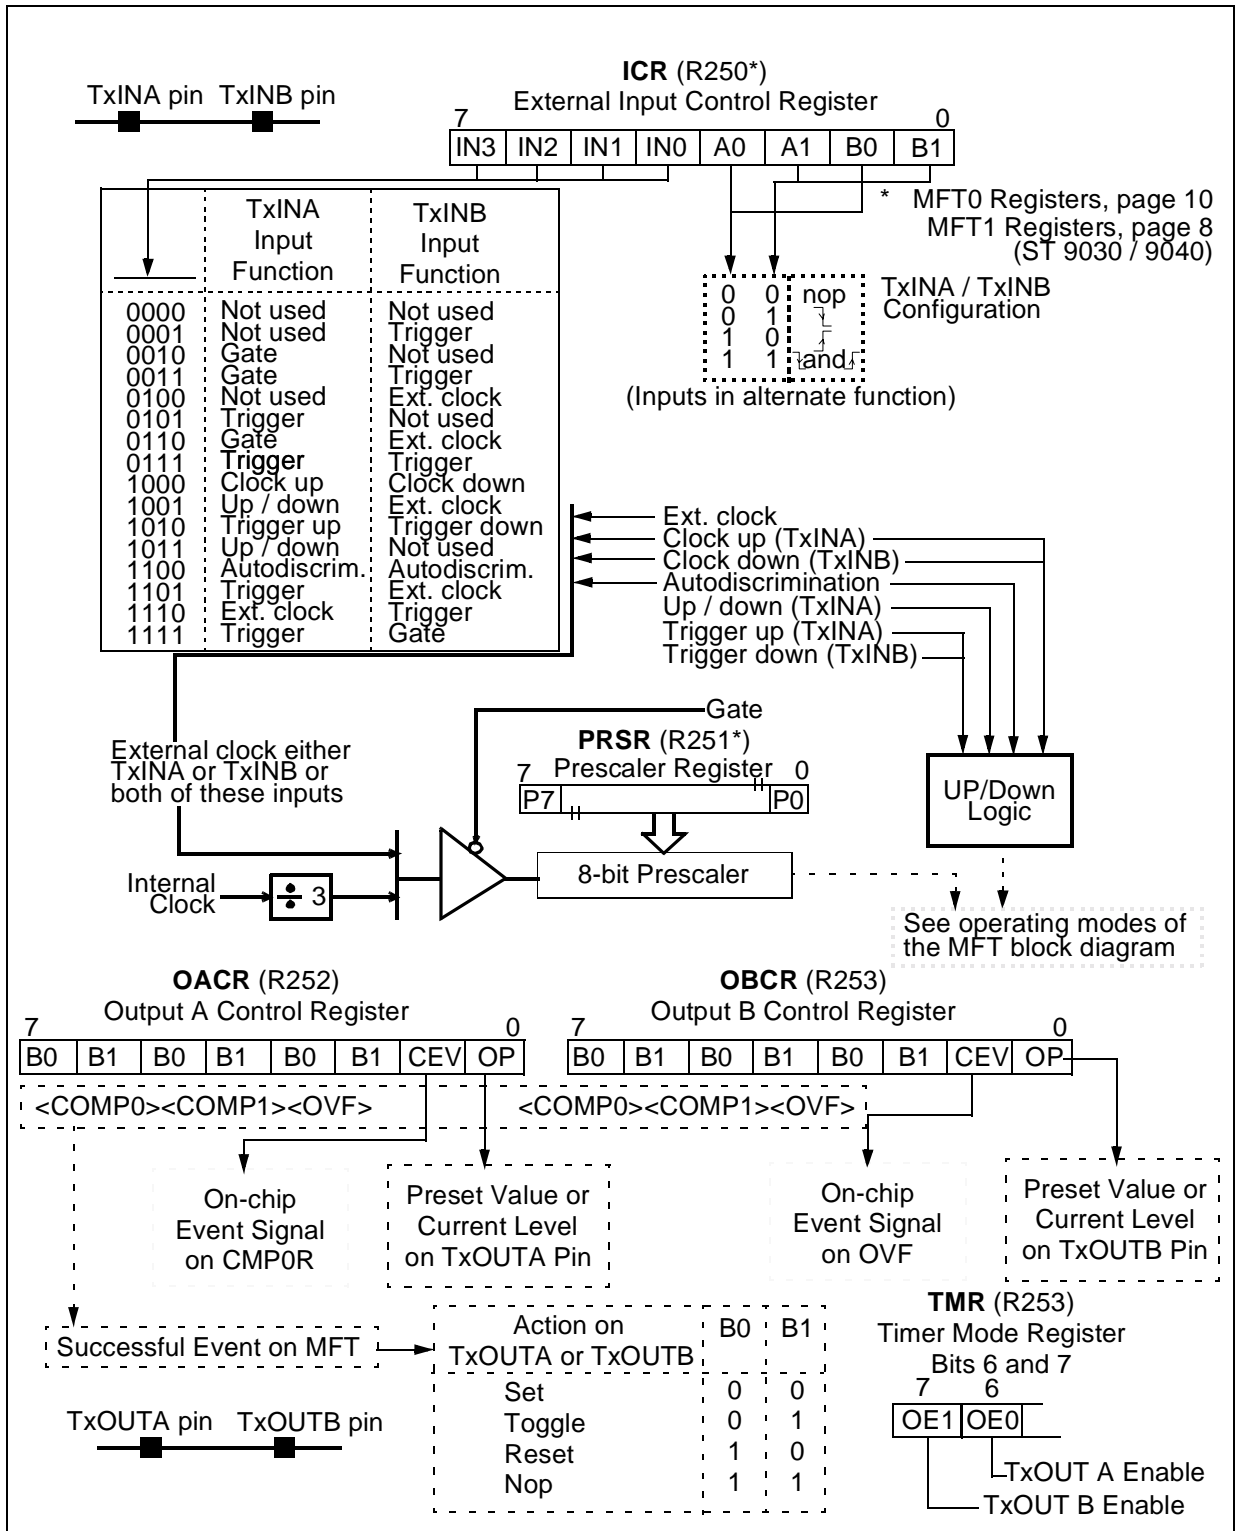 ICR (R250*)
External Input Control Register
TxINA pin TxINB pin
7 0
IN3 IN2 IN1 IN0 A0 A1 B0 B1
* MFT0 Registers, page 10
MFT1 Registers, page 8
(ST 9030 / 9040)
TxINA
Input
Function
TxINB
Input
Function
0000 Not used Not used
0001 Not used Trigger
0010 Gate Not used
0011 Gate Trigger
0100 Not used Ext. clock
0101 Trigger Not used
0110 Gate Ext. clock
0111 Trigger Trigger
1000 Clock up Clock down
1001 Up / down Ext. clock
1010 Trigger up Trigger down
1011 Up / down Not used
1100 Autodiscrim. Autodiscrim.
1101 Trigger Ext. clock
1110 Ext. clock Trigger
1111 Trigger Gate
0 0 nop
0 1
1 0
1 1 and
TxINA / TxINB
Configuration
(Inputs in alternate function)
Ext. clock
Clock up (TxINA)
Clock down (TxINB)
Autodiscrimination
Up / down (TxINA)
Trigger up (TxINA)
Trigger down (TxINB)
Gate
PRSR (R251*)
Prescaler Register
7 0
P7 P0
External clock either
TxINA or TxINB or
both of these inputs
UP/Down
Logic
8-bit Prescaler
Internal
Clock
÷ 3
See operating modes of
the MFT block diagram
OACR (R252)
Output A Control Register
7 0
B0 B1 B0 B1 B0 B1 CEV OP
OBCR (R253)
Output B Control Register
7 0
B0 B1 B0 B1 B0 B1 CEV OP
<COMP0><COMP1><OVF> <COMP0><COMP1><OVF>
On-chip
Event Signal
on CMP0R
Preset Value or
Current Level
on TxOUTA Pin
On-chip
Event Signal
on OVF
Preset Value or
Current Level
on TxOUTB Pin
Successful Event on MFT
Action on
TxOUTA or TxOUTB
B0 B1
Set 0 0
Toggle 0 1
Reset 1 0
Nop 1 1
TMR (R253)
Timer Mode Register
Bits 6 and 7
7 6
OE1 OE0
TxOUT A Enable
TxOUT B Enable
TxOUTA pin TxOUTB pin